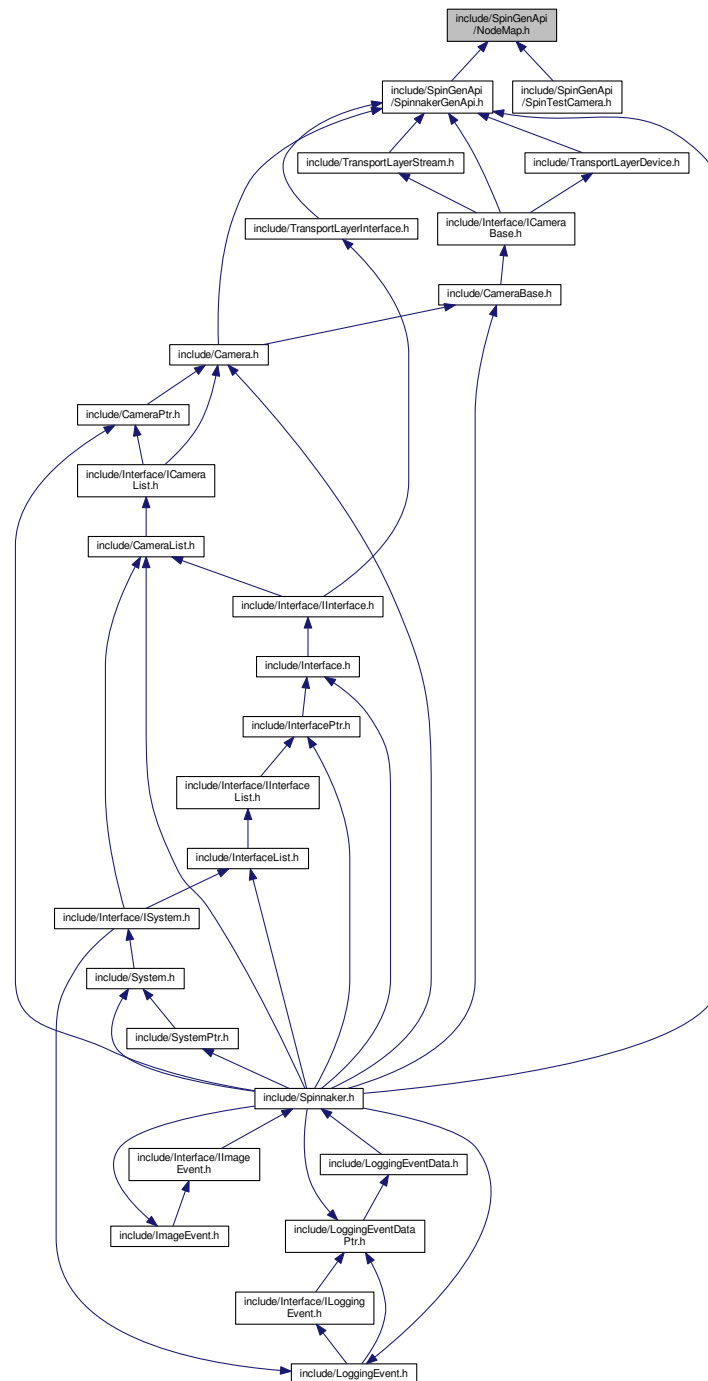 include/SpinGenApi
/NodeMap.h
include/SpinGenApi
/SpinnakerGenApi.h
include/SpinGenApi
/SpinTestCamera.h
include/TransportLayerStream.h
include/TransportLayerDevice.h
include/TransportLayerInterface.h
include/Interface/ICamera
Base.h
include/CameraBase.h
include/Camera.h
include/CameraPtr.h
include/Interface/ICamera
List.h
include/CameraList.h
include/Interface/IInterface.h
include/Interface.h
include/InterfacePtr.h
include/Interface/IInterface
List.h
include/InterfaceList.h
include/Interface/ISystem.h
include/System.h
include/SystemPtr.h
include/Spinnaker.h
include/Interface/IImage
Event.h
include/LoggingEventData.h
include/ImageEvent.h
include/LoggingEventData
Ptr.h
include/Interface/ILogging
Event.h
include/LoggingEvent.h